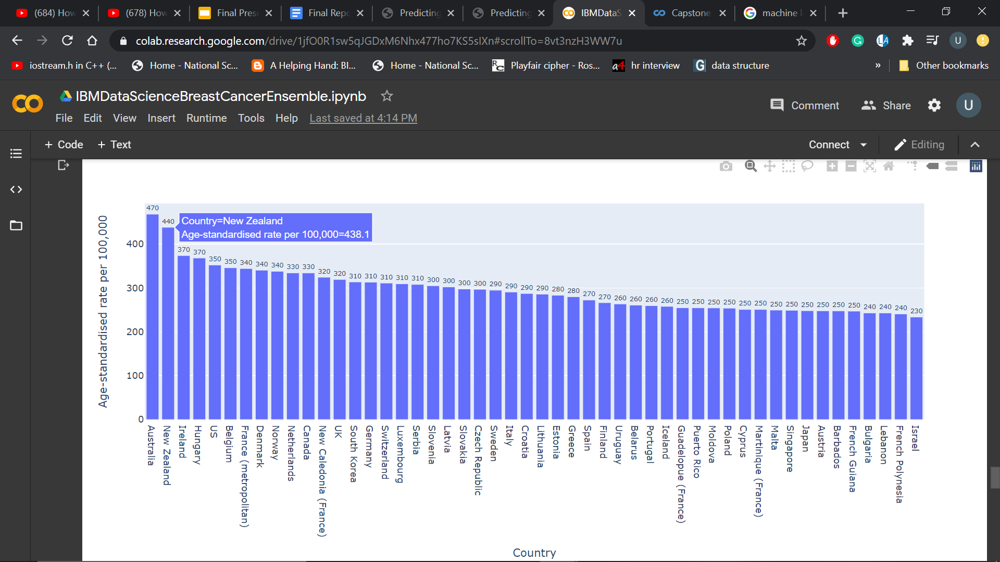 (684) How
(678) How
Final Pres
Final Repo
Predicting
Predicting
IBMDataS
Capstone
machine l
colab.research.google.com/drive/1jfO0R1sw5qJGDxM6Nhx477ho7KS5sIXn#scrollTo=8vt3nzH3WW7u
iostream.h in C++ (...
Home - National Sc...
A Helping Hand: Bl...
Home - National Sc...
Playfair cipher - Ros...
hr interview
data structure
»
Other bookmarks
IBMDataScienceBreastCancerEnsemble.ipynb
Comment
Share
U
File Edit View Insert Runtime Tools Help Last saved at 4:14 PM
+ Code + Text
Connect
Editing
Age-standardised rate per 100,000
400
300
200
100
0
Country=New Zealand
Age-standardised rate per 100,000=438.1
470 440 370 370 350 350 340 340 340 330 330 320 320 310 310 310 310 310 300 300 300 300 290 290 290 290 280 280 270 270 260 260 260 260 250 250 250 250 250 250 250 250 250 250 250 250 240 240 240 230
Australia
New Zealand
Ireland
Hungary
US
Belgium
France (metropolitan)
Denmark
Norway
Netherlands
Canada
New Caledonia (France)
UK
South Korea
Germany
Switzerland
Luxembourg
Serbia
Slovenia
Latvia
Slovakia
Czech Republic
Sweden
Italy
Croatia
Lithuania
Estonia
Greece
Spain
Finland
Uruguay
Belarus
Portugal
Iceland
Guadelopue (France)
Puerto Rico
Moldova
Poland
Cyprus
Martinique (France)
Malta
Singapore
Japan
Austria
Barbados
French Guiana
Bulgaria
Lebanon
French Polynesia
Israel
Country